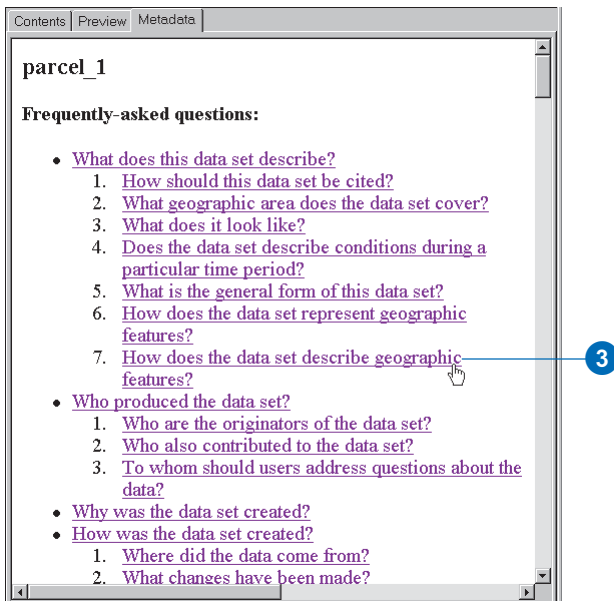 Contents Preview Metadata
parcel_1
Frequently-asked questions:
• What does this data set describe?
1. How should this data set be cited?
2. What geographic area does the data set cover?
3. What does it look like?
4. Does the data set describe conditions during a
particular time period?
5. What is the general form of this data set?
6. How does the data set represent geographic
features?
7. How does the data set describe geographic
3
features?
• Who produced the data set?
1. Who are the originators of the data set?
2. Who also contributed to the data set?
3. To whom should users address questions about the
data?
• Why was the data set created?
• How was the data set created?
1. Where did the data come from?
2. What changes have been made?